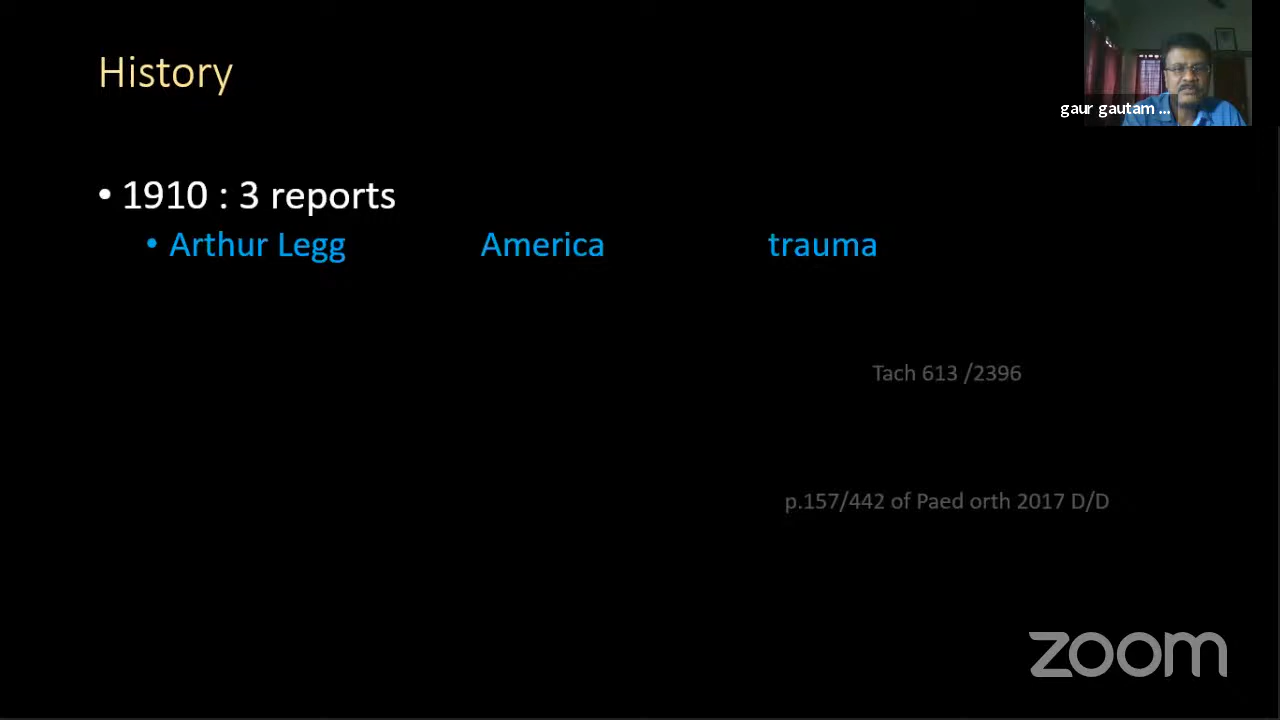 History
gaur gautam ...
• 1910 : 3 reports
• Arthur Legg America trauma
Tach 613 /2396
p.157/442 of Paed orth 2017 D/D
zoom